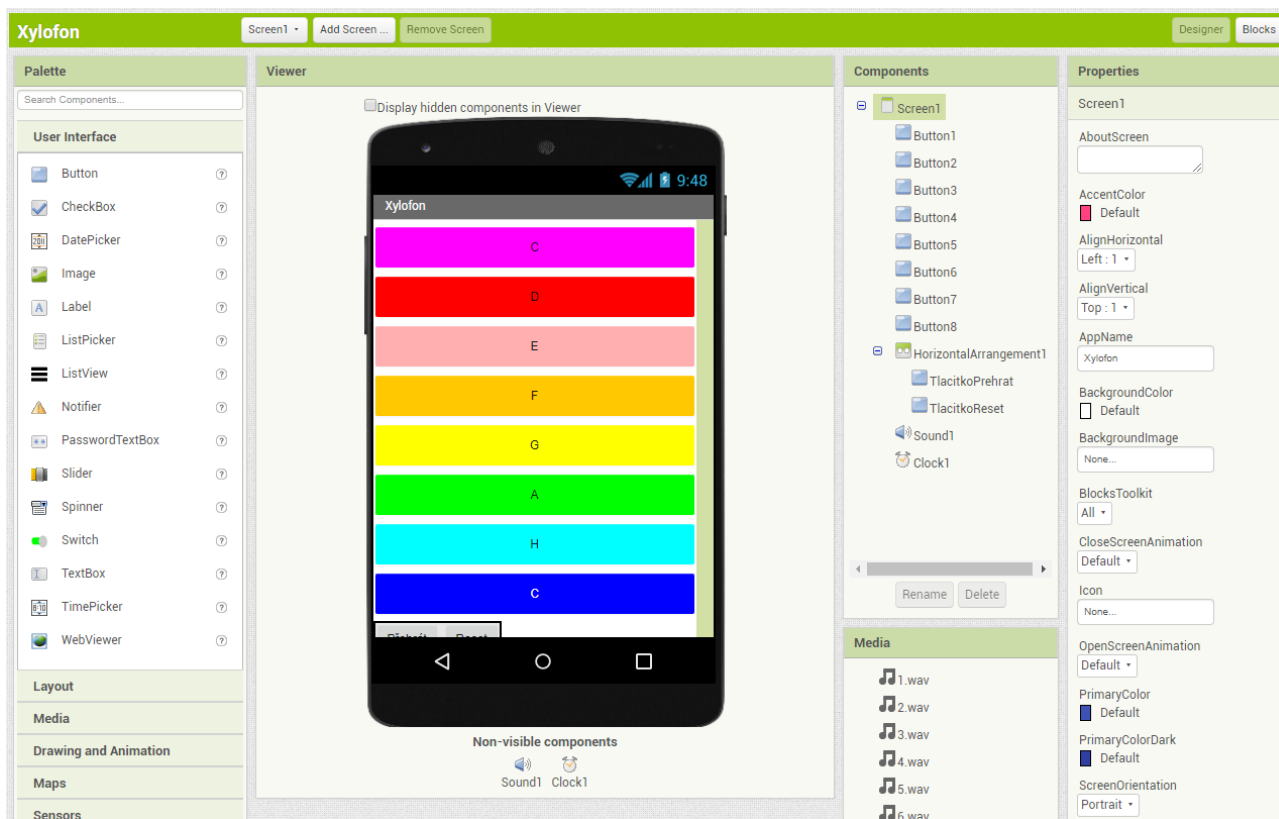 Xylofon
Screen1
Add Screen ...
Remove Screen
Designer
Blocks
Palette
Search Components...
User Interface
Button
CheckBox
DatePicker
Image
Label
ListPicker
ListView
Notifier
PasswordTextBox
Slider
Spinner
Switch
TextBox
TimePicker
WebViewer
Layout
Media
Drawing and Animation
Maps
Sensors
Viewer
Display hidden components in Viewer
9:48
Xylofon
C
D
E
F
G
A
H
C
Přehrát
Reset
Non-visible components
Sound1
Clock1
Components
Screen1
Button1
Button2
Button3
Button4
Button5
Button6
Button7
Button8
HorizontalArrangement1
TlacitkoPrehrat
TlacitkoReset
Sound1
Clock1
Rename
Delete
Media
1.wav
2.wav
3.wav
4.wav
5.wav
6.wav
Properties
Screen1
AboutScreen
AccentColor
Default
AlignHorizontal
Left : 1
AlignVertical
Top : 1
AppName
Xylofon
BackgroundColor
Default
BackgroundImage
None...
BlocksToolkit
All
CloseScreenAnimation
Default
Icon
None...
OpenScreenAnimation
Default
PrimaryColor
Default
PrimaryColorDark
Default
ScreenOrientation
Portrait